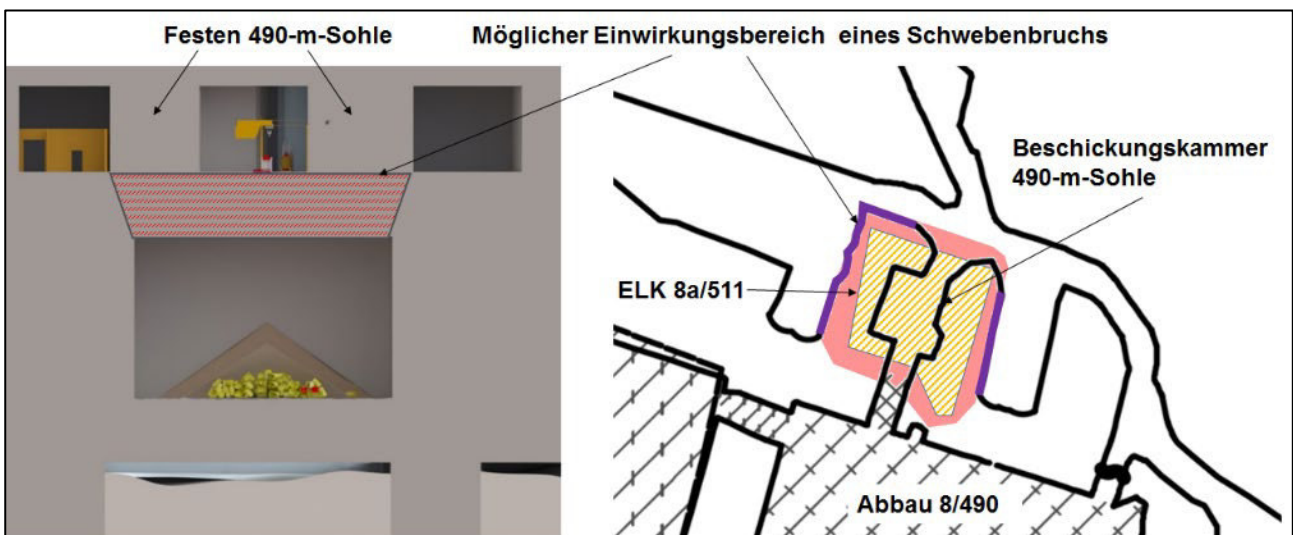 Festen 490-m-Sohle
Möglicher Einwirkungsbereich eines Schwebenbruchs
Beschickungskammer
490-m-Sohle
ELK 8a/511
Abbau 8/490